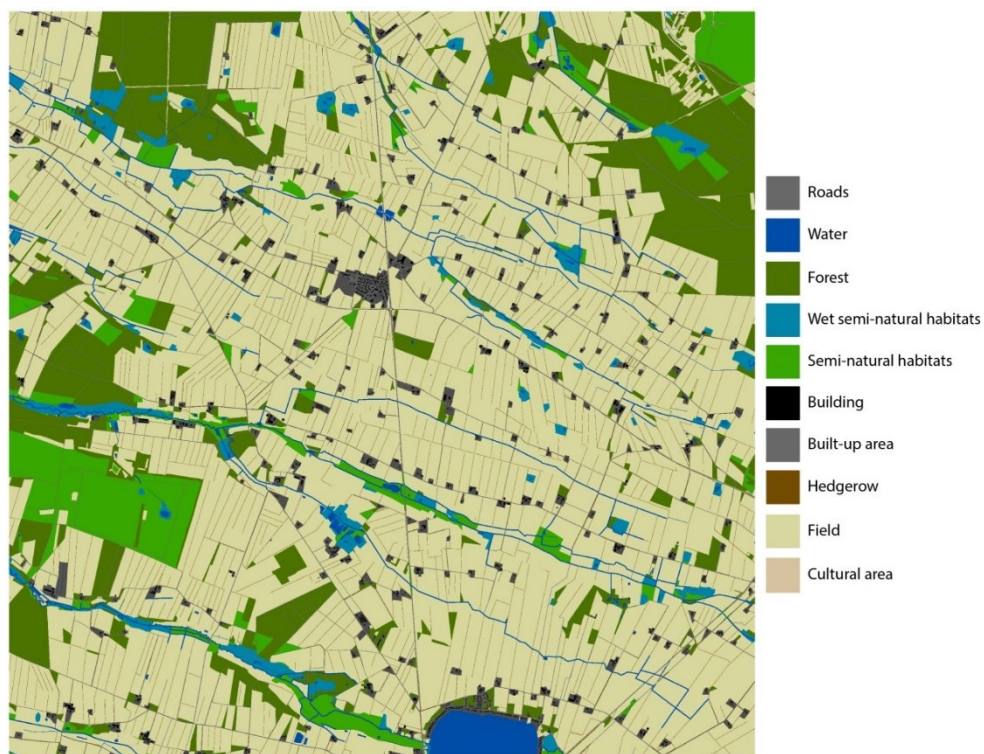 Roads
Water
Forest
Wet semi-natural habitats
Semi-natural habitats
Building
Built-up area
Hedgerow
Field
Cultural area